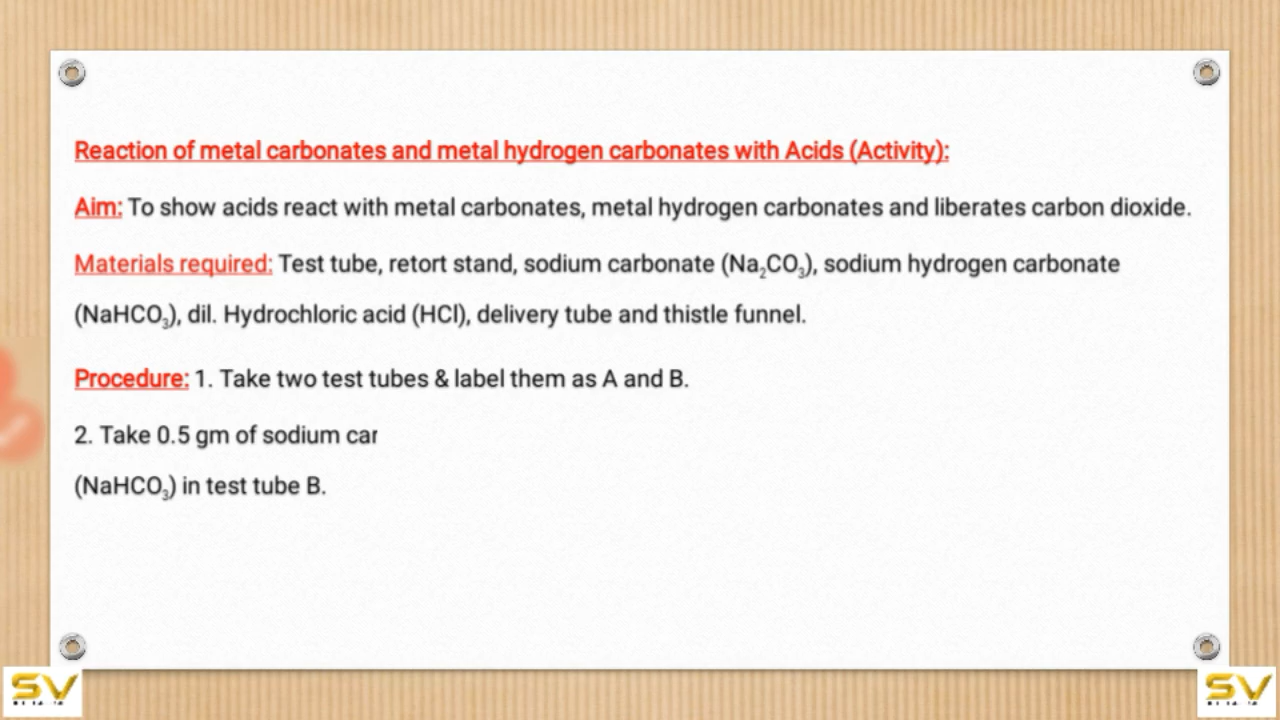 Reaction of metal carbonates and metal hydrogen carbonates with Acids (Activity):
Aim: To show acids react with metal carbonates, metal hydrogen carbonates and liberates carbon dioxide.
Materials required: Test tube, retort stand, sodium carbonate (Na₂CO₃), sodium hydrogen carbonate
(NaHCO₃), dil. Hydrochloric acid (HCl), delivery tube and thistle funnel.
Procedure: 1. Take two test tubes & label them as A and B.
2. Take 0.5 gm of sodium car
(NaHCO₃) in test tube B.
SV
SV